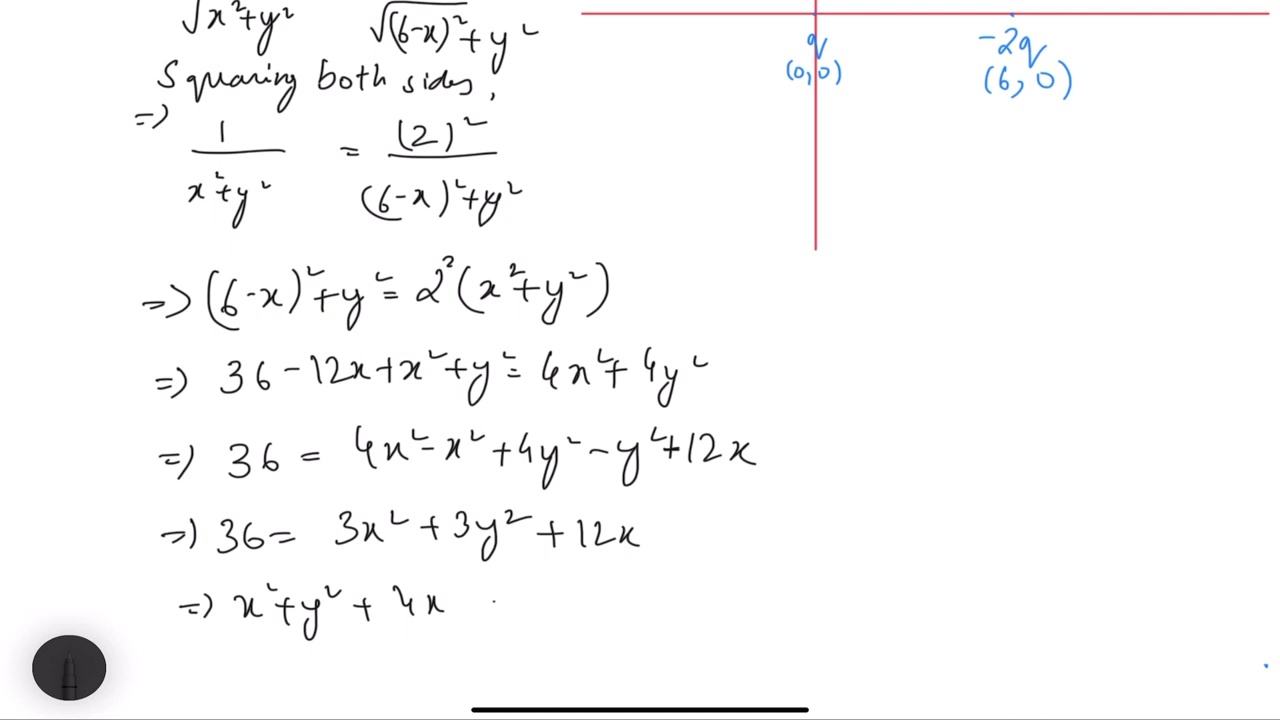 √x²+y² √(6-x)²+y²
Squaring both sides,
=> 1/(x²+y²) = (2)²/((6-x)²+y²)
=> (6-x)²+y² = 2²(x²+y²)
=> 36 - 12x + x² + y² = 4x² + 4y²
=> 36 = 4x² - x² + 4y² - y² + 12x
=> 36 = 3x² + 3y² + 12x
=> x² + y² + 4x
q
(0,0)
-2q
(6, 0)